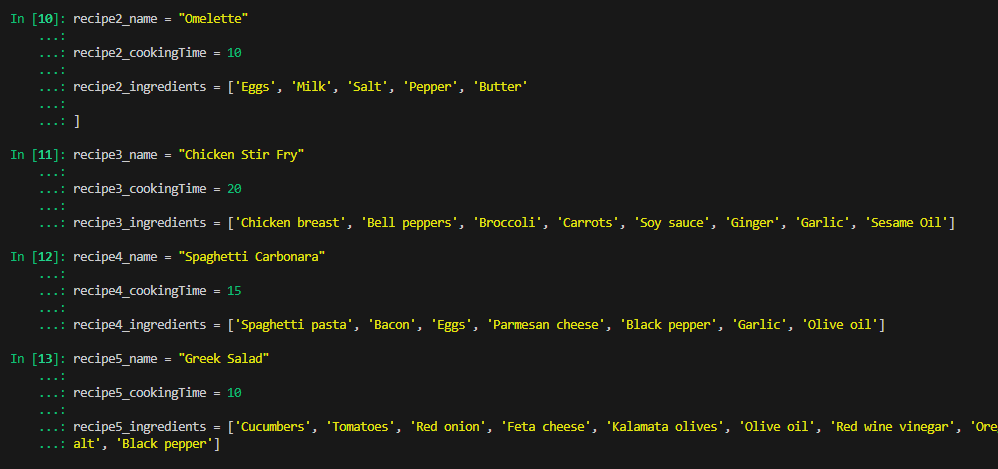 In [10]: recipe2_name = "Omelette"
...:
...: recipe2_cookingTime = 10
...:
...: recipe2_ingredients = ['Eggs', 'Milk', 'Salt', 'Pepper', 'Butter'
...:
...: ]
In [11]: recipe3_name = "Chicken Stir Fry"
...:
...: recipe3_cookingTime = 20
...:
...: recipe3_ingredients = ['Chicken breast', 'Bell peppers', 'Broccoli', 'Carrots', 'Soy sauce', 'Ginger', 'Garlic', 'Sesame Oil']
In [12]: recipe4_name = "Spaghetti Carbonara"
...:
...: recipe4_cookingTime = 15
...:
...: recipe4_ingredients = ['Spaghetti pasta', 'Bacon', 'Eggs', 'Parmesan cheese', 'Black pepper', 'Garlic', 'Olive oil']
In [13]: recipe5_name = "Greek Salad"
...:
...: recipe5_cookingTime = 10
...:
...: recipe5_ingredients = ['Cucumbers', 'Tomatoes', 'Red onion', 'Feta cheese', 'Kalamata olives', 'Olive oil', 'Red wine vinegar', 'Ore
...: alt', 'Black pepper']